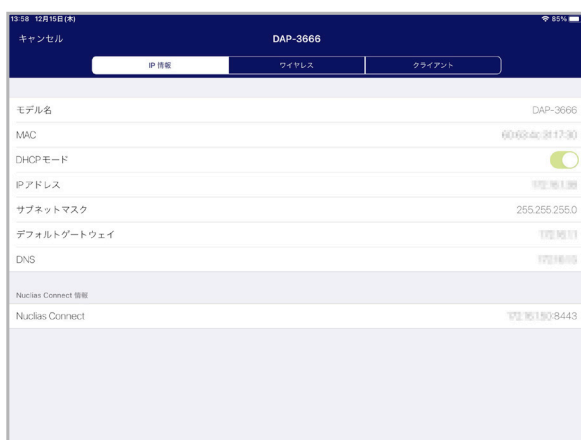 13:58 12月15日(木)
85%
キャンセル
DAP-3666
IP 情報
ワイヤレス
クライアント
モデル名 DAP-3666
MAC
DHCP モード
IP アドレス
サブネットマスク 255.255.255.0
デフォルトゲートウェイ
DNS
Nuclias Connect 情報
Nuclias Connect :8443